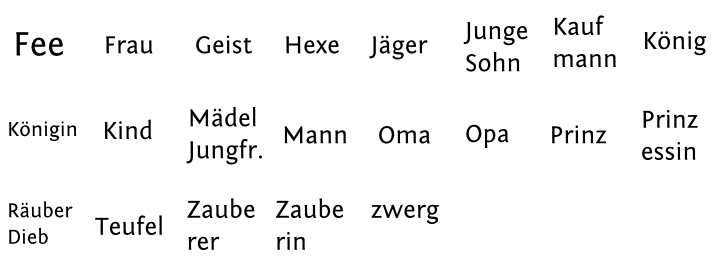 Fee Frau Geist Hexe Jäger Junge Sohn Kauf mann König
Königin Kind Mädel Jungfr. Mann Oma Opa Prinz Prinz essin
Räuber Dieb Teufel Zaube rer Zaube rin zwerg